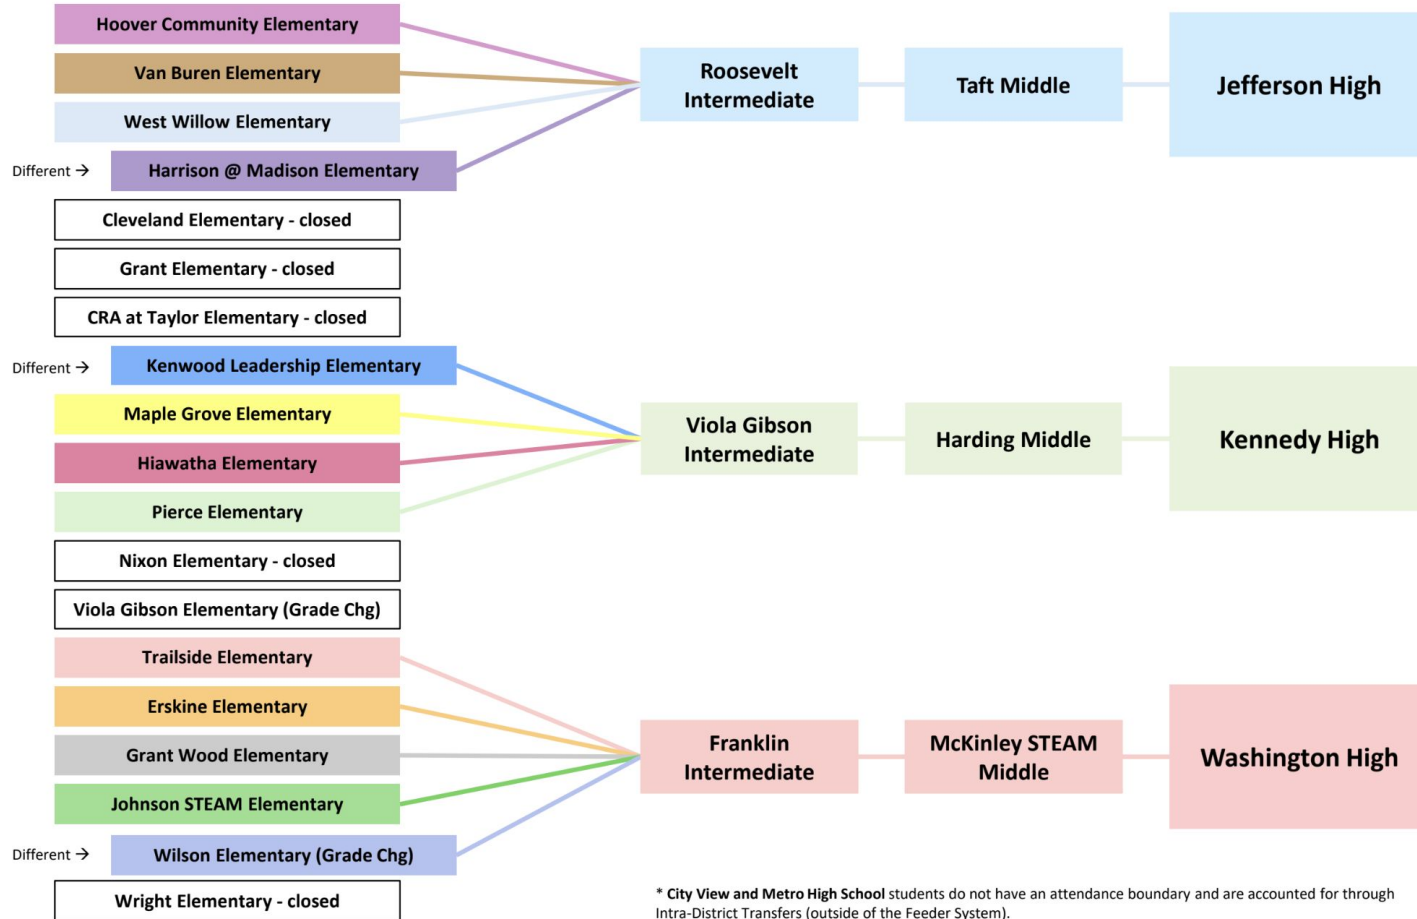 Hoover Community Elementary
Van Buren Elementary
West Willow Elementary
Different → Harrison @ Madison Elementary
Roosevelt
Intermediate
Taft Middle
Jefferson High
Cleveland Elementary - closed
Grant Elementary - closed
CRA at Taylor Elementary - closed
Different → Kenwood Leadership Elementary
Maple Grove Elementary
Hiawatha Elementary
Pierce Elementary
Viola Gibson
Intermediate
Harding Middle
Kennedy High
Nixon Elementary - closed
Viola Gibson Elementary (Grade Chg)
Trailside Elementary
Erskine Elementary
Grant Wood Elementary
Johnson STEAM Elementary
Different → Wilson Elementary (Grade Chg)
Franklin
Intermediate
McKinley STEAM
Middle
Washington High
Wright Elementary - closed
* City View and Metro High School students do not have an attendance boundary and are accounted for through
Intra-District Transfers (outside of the Feeder System).